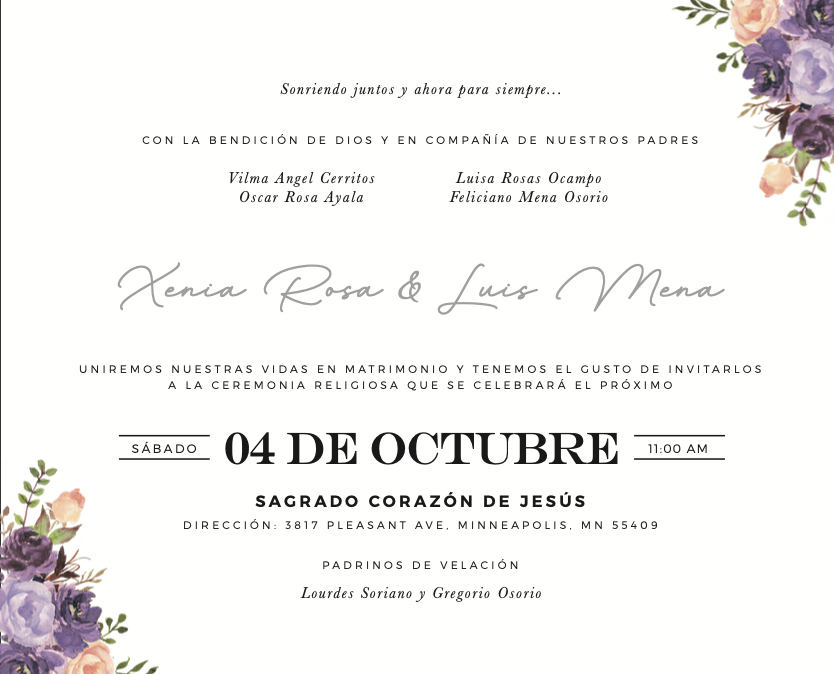 Sonriendo juntos y ahora para siempre...
CON LA BENDICIÓN DE DIOS Y EN COMPAÑÍA DE NUESTROS PADRES
Vilma Angel Cerritos
Oscar Rosa Ayala
Luisa Rosas Ocampo
Feliciano Mena Osorio
Xenia Rosa & Luis Mena
UNIREMOS NUESTRAS VIDAS EN MATRIMONIO Y TENEMOS EL GUSTO DE INVITARLOS
A LA CEREMONIA RELIGIOSA QUE SE CELEBRARÁ EL PRÓXIMO
SÁBADO 04 DE OCTUBRE 11:00 AM
SAGRADO CORAZÓN DE JESÚS
DIRECCIÓN: 3817 PLEASANT AVE, MINNEAPOLIS, MN 55409
PADRINOS DE VELACIÓN
Lourdes Soriano y Gregorio Osorio